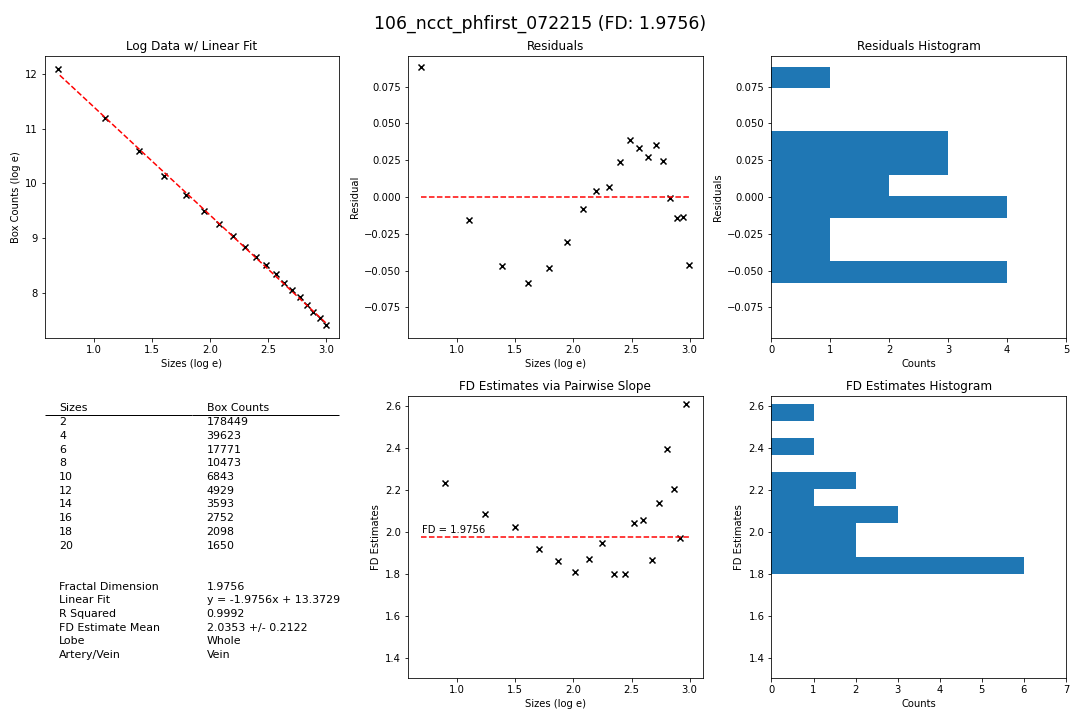 106_ncct_phfirst_072215 (FD: 1.9756)
Log Data w/ Linear Fit
12
11
10
9
8
Box Counts (log e)
1.0 1.5 2.0 2.5 3.0
Sizes (log e)
Residuals
0.075
0.050
0.025
0.000
−0.025
−0.050
−0.075
Residual
1.0 1.5 2.0 2.5 3.0
Sizes (log e)
Residuals Histogram
0.075
0.050
0.025
0.000
−0.025
−0.050
−0.075
Residuals
0 1 2 3 4 5
Counts
Sizes Box Counts
2 178449
4 39623
6 17771
8 10473
10 6843
12 4929
14 3593
16 2752
18 2098
20 1650
Fractal Dimension 1.9756
Linear Fit y = -1.9756x + 13.3729
R Squared 0.9992
FD Estimate Mean 2.0353 +/- 0.2122
Lobe Whole
Artery/Vein Vein
FD Estimates via Pairwise Slope
2.6
2.4
2.2
2.0
1.8
1.6
1.4
FD Estimates
FD = 1.9756
1.0 1.5 2.0 2.5 3.0
Sizes (log e)
FD Estimates Histogram
2.6
2.4
2.2
2.0
1.8
1.6
1.4
FD Estimates
0 1 2 3 4 5 6 7
Counts